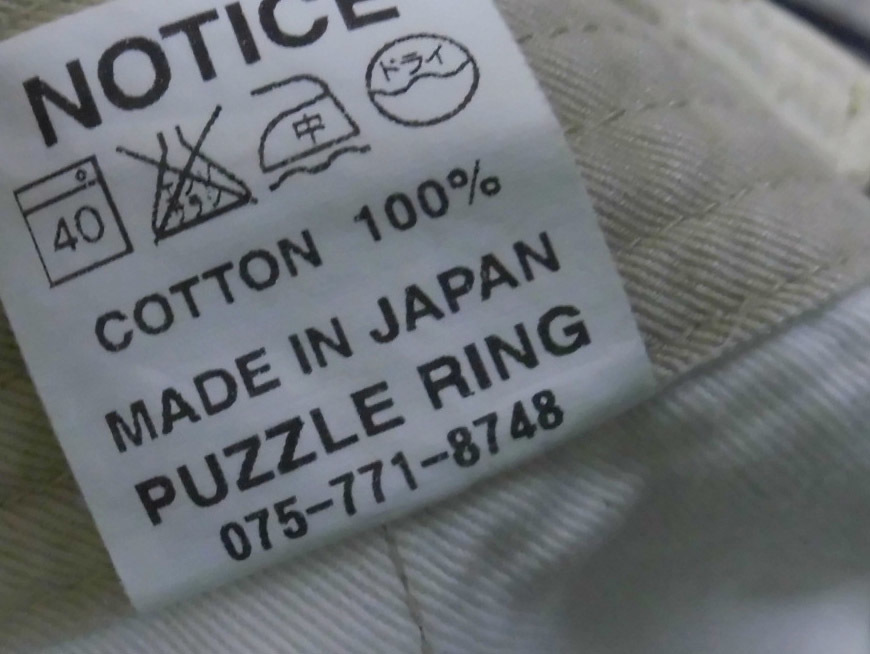 NOTICE
40 中 ドライ
COTTON 100%
MADE IN JAPAN
PUZZLE RING
075-771-8748